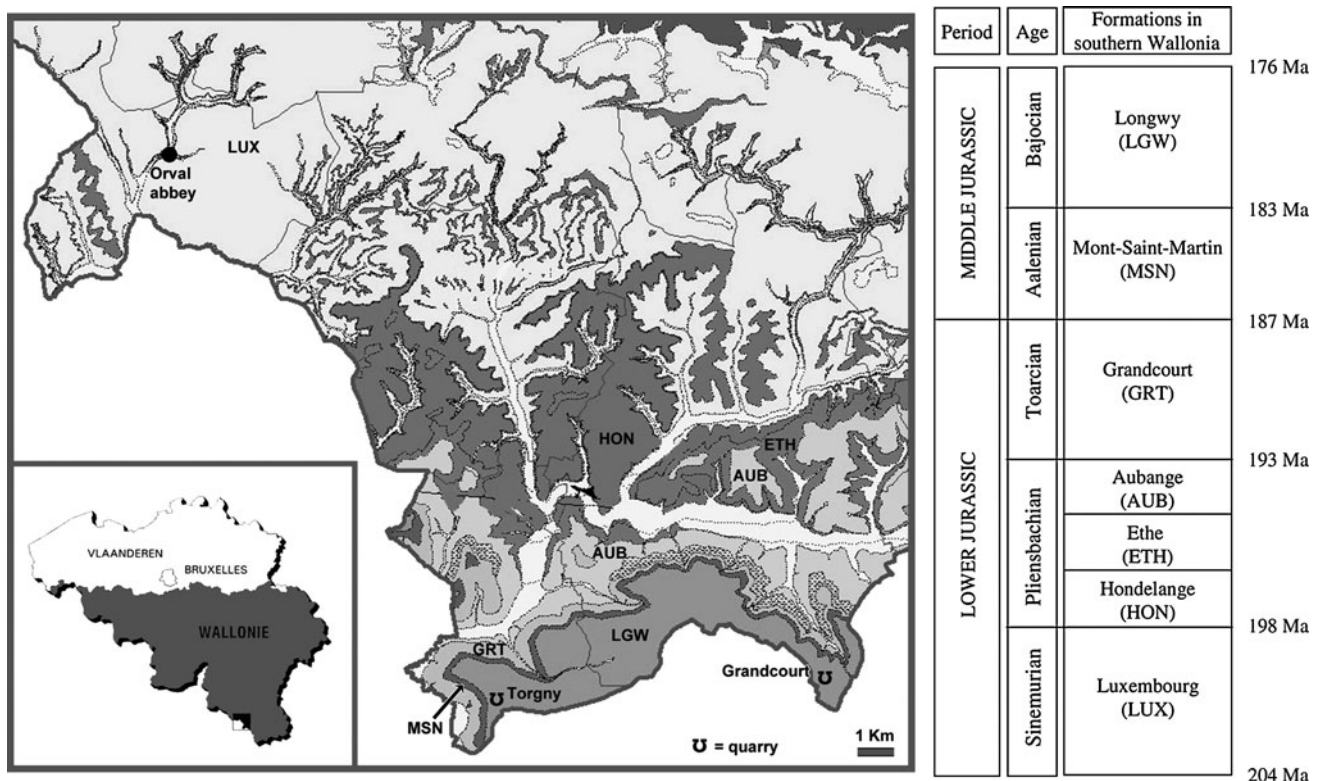 LUX
Orval
abbey
HON
ETH
AUB
AUB
LGW
GRT
Grandcourt
Torgny
MSN
= quarry
1 Km
VLAANDEREN
BRUXELLES
WALLONIE
Period
Age
Formations in
southern Wallonia
176 Ma
MIDDLE JURASSIC
Bajocian
Longwy
(LGW)
183 Ma
Aalenian
Mont-Saint-Martin
(MSN)
187 Ma
LOWER JURASSIC
Toarcian
Grandcourt
(GRT)
193 Ma
Pliensbachian
Aubange
(AUB)
Ethe
(ETH)
Hondelange
(HON)
198 Ma
Sinemurian
Luxembourg
(LUX)
204 Ma